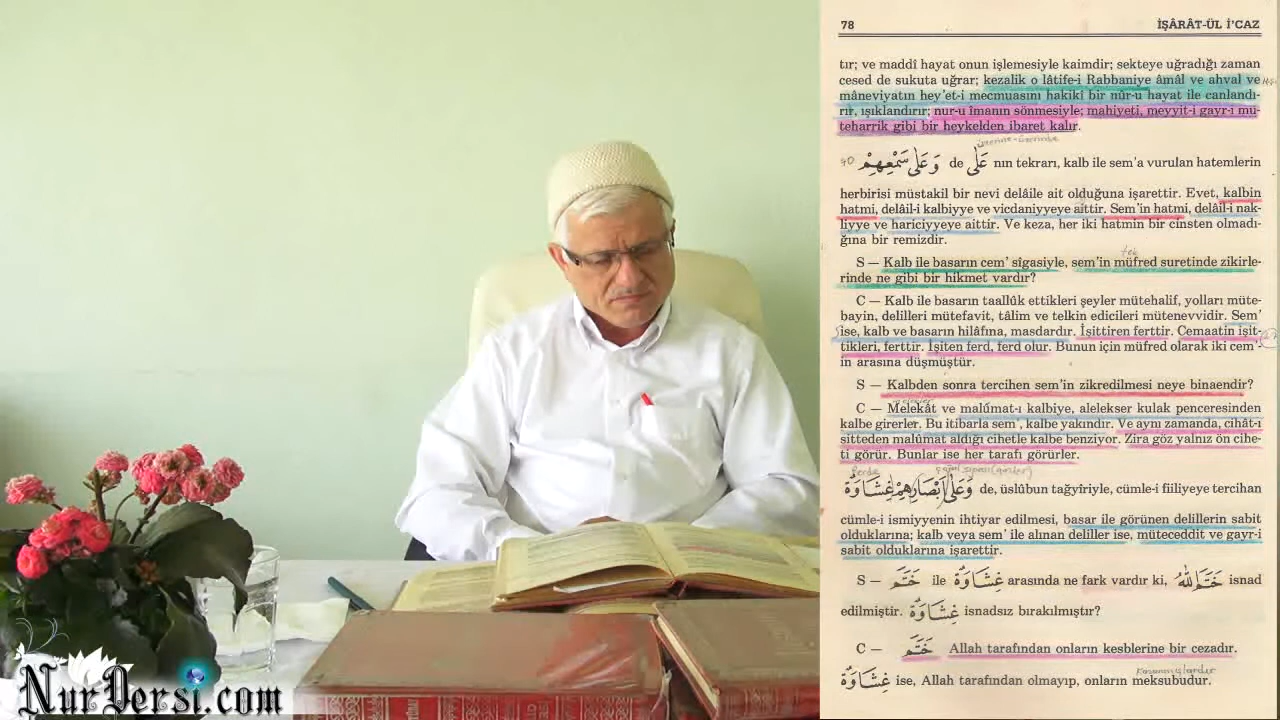 78 İŞÂRÂT-ÜL İ'CAZ
tır; ve maddî hayat onun işlemesiyle kaimdir; sekteye uğradığı zaman
cesed de sukuta uğrar; kezalik o lâtife-i Rabbaniye âmâl ve ahval ve
mâneviyatın hey'et-i mecmuasını hakikî bir nûr-u hayat ile canlandı-
rır, ışıklandırır; nur-u îmanın sönmesiyle; mahiyeti, meyyit-i gayr-i mü-
teharrik gibi bir heykelden ibaret kalır.
وَعَلَى سَمْعِهِمْ de عَلَى nın tekrarı, kalb ile sem'a vurulan hatemlerin
herbirisi müstakil bir nevi delâile ait olduğuna işarettir. Evet, kalbin
hatmi, delâil-i kalbiyye ve vicdaniyyeye aittir. Sem'in hatmi, delâil-i nak-
liyye ve hariciyyeye aittir. Ve keza, her iki hatmin bir cinsten olmadı-
ğına bir remizdir.
S — Kalb ile basarın cem' sîgasiyle, sem'in müfred suretinde zikirle-
rinde ne gibi bir hikmet vardır?
C — Kalb ile basarın taallûk ettikleri şeyler mütehalif, yolları müte-
bayin, delilleri mütefavit, tâlim ve telkin edicileri mütenevvidir. Sem'
ise, kalb ve basarın hilâfına, masdardır. İşittiren ferttir. Cemaatin işit-
tikleri, ferttir. İşiten ferd, ferd olur. Bunun için müfred olarak iki cem'-
in arasına düşmüştür.
S — Kalbden sonra tercihen sem'in zikredilmesi neye binaendir?
C — Melekât ve malûmat-ı kalbiye, alelekser kulak penceresinden
kalbe girerler. Bu itibarla sem', kalbe yakındır. Ve aynı zamanda, cihât-ı
sitteden malûmat aldığı cihetle kalbe benziyor. Zira göz yalnız ön cihe-
ti görür. Bunlar ise her tarafı görürler.
وَعَلَى اَبْصَارِهِمْ غِشَاوَةٌ de, üslûbun tağyîriyle, cümle-i fiiliyeye tercihan
cümle-i ismiyyenin ihtiyar edilmesi, basar ile görünen delillerin sabit
olduklarına; kalb veya sem' ile alınan deliller ise, müteceddit ve gayr-i
sabit olduklarına işarettir.
S — خَتَمَ ile غِشَاوَةٌ arasında ne fark vardır ki, خَتَمَ اللّٰهُ isnad
edilmiştir. غِشَاوَةٌ isnadsız bırakılmıştır?
C — خَتَمَ Allah tarafından onların kesblerine bir cezadır.
غِشَاوَةٌ ise, Allah tarafından olmayıp, onların meksubudur.
NurDersi.com